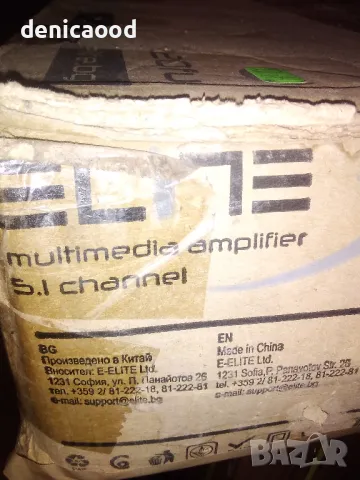 denicaood
ELITE
multimedia amplifier
5.1 channel
BG
Произведено в Китай
Вносител: E-ELITE Ltd.
1231 София, ул. П. Панайотов 26
тел. +359 2/ 81-222-18, 81-222-81
e-mail: support@elite.bg
EN
Made in China
E-ELITE Ltd.
1231 Sofia, P. Panayotov Str. 26
tel. +359 2/ 81-222-18, 81-222
e-mail: support@elite.bg
BAZAR